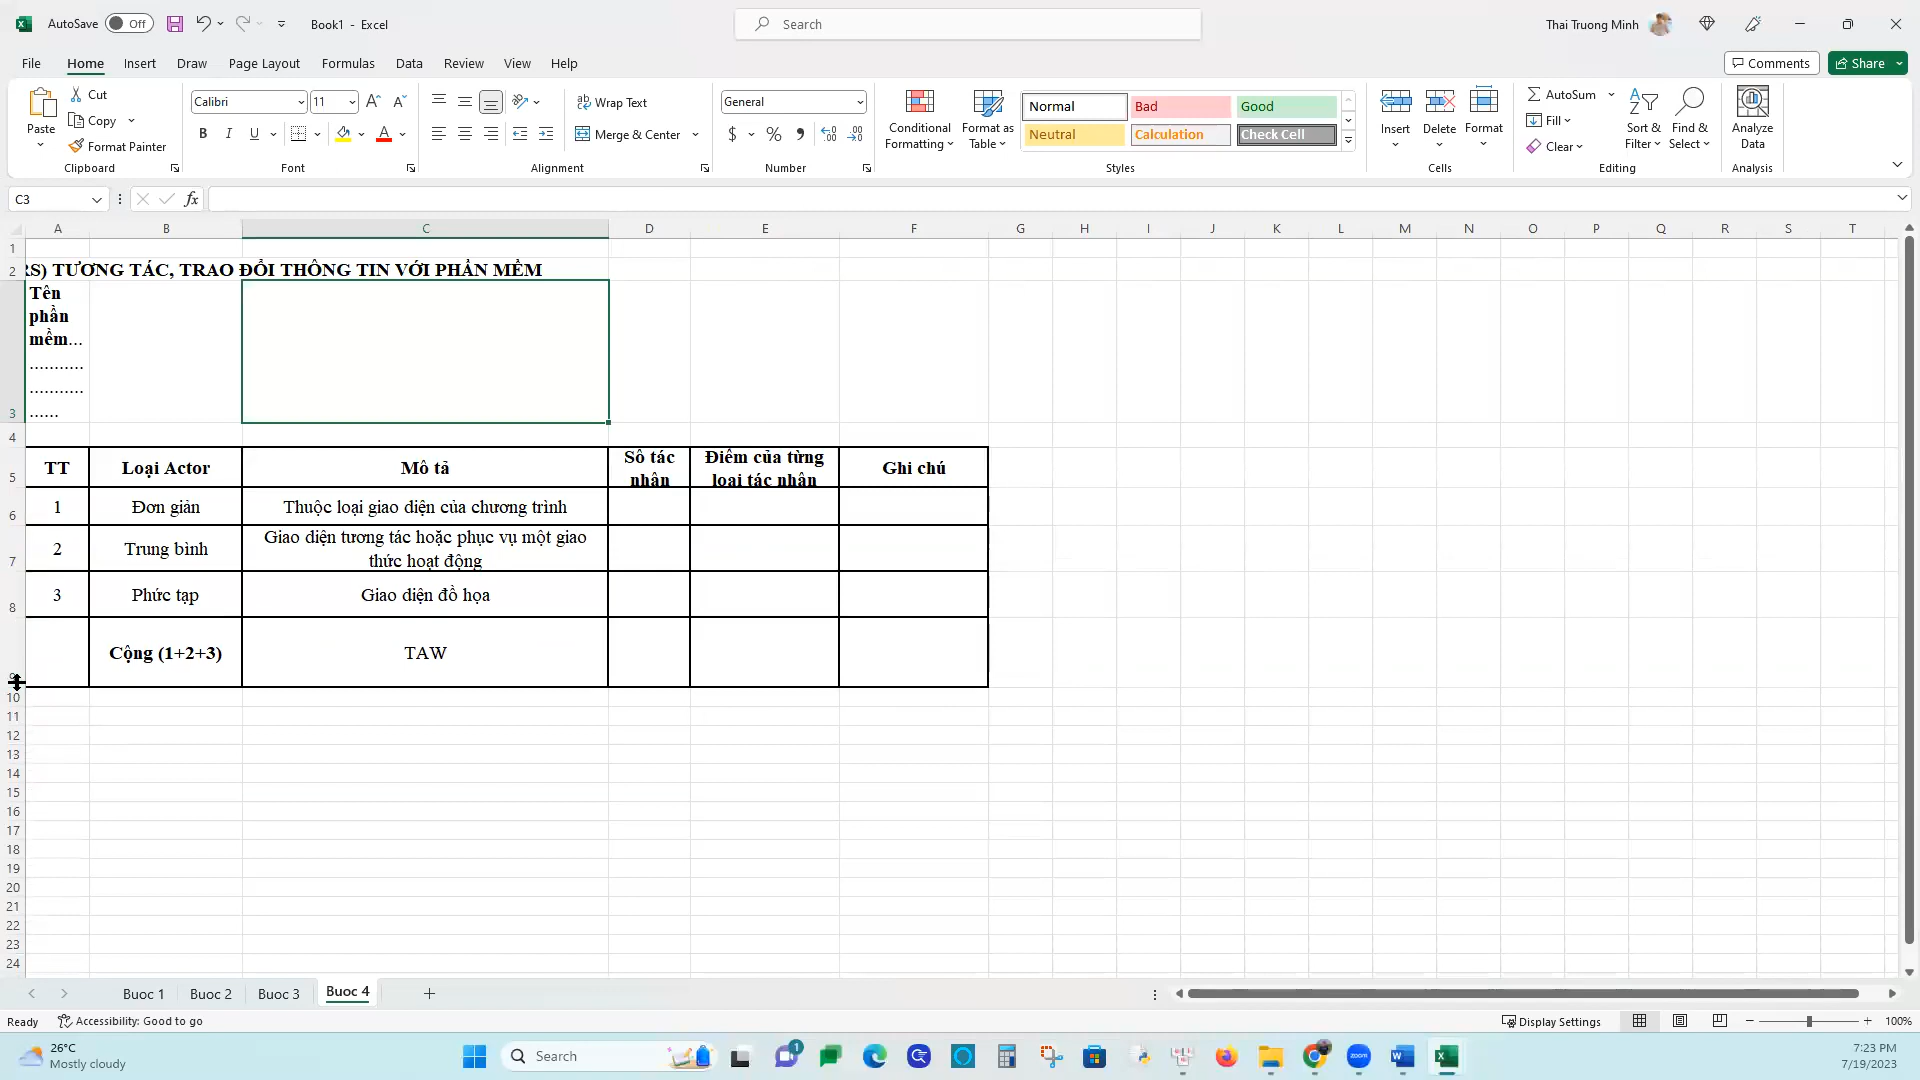 AutoSave Off Book1 - Excel Search Thai Truong Minh
File Home Insert Draw Page Layout Formulas Data Review View Help Comments Share
Paste Cut Copy Format Painter
Clipboard
Calibri 11
B I U A
Font
Wrap Text
Merge & Center
Alignment
General
$ % ,
Number
Conditional Formatting
Format as Table
Normal Bad Good
Neutral Calculation Check Cell
Styles
Insert Delete Format
Cells
AutoSum
Fill
Clear
Sort & Filter
Find & Select
Editing
Analyze Data
Analysis
C3 fx
A B C D E F G H I J K L M N O P Q R S T
1
2 RS) TƯƠNG TÁC, TRAO ĐỔI THÔNG TIN VỚI PHẦN MỀM
Tên
phần
mềm...
...........
...........
3 ......
4
5 TT Loại Actor Mô tả Số tác nhân Điểm của từng loại tác nhân Ghi chú
6 1 Đơn giản Thuộc loại giao diện của chương trình
7 2 Trung bình Giao diện tương tác hoặc phục vụ một giao thức hoạt động
8 3 Phức tạp Giao diện đồ họa
Cộng (1+2+3) TAW
10
11
12
13
14
15
16
17
18
19
20
21
22
23
24
Buoc 1 Buoc 2 Buoc 3 Buoc 4
Ready Accessibility: Good to go Display Settings 100%
26°C
Mostly cloudy
Search
1
zoom
7:23 PM
7/19/2023